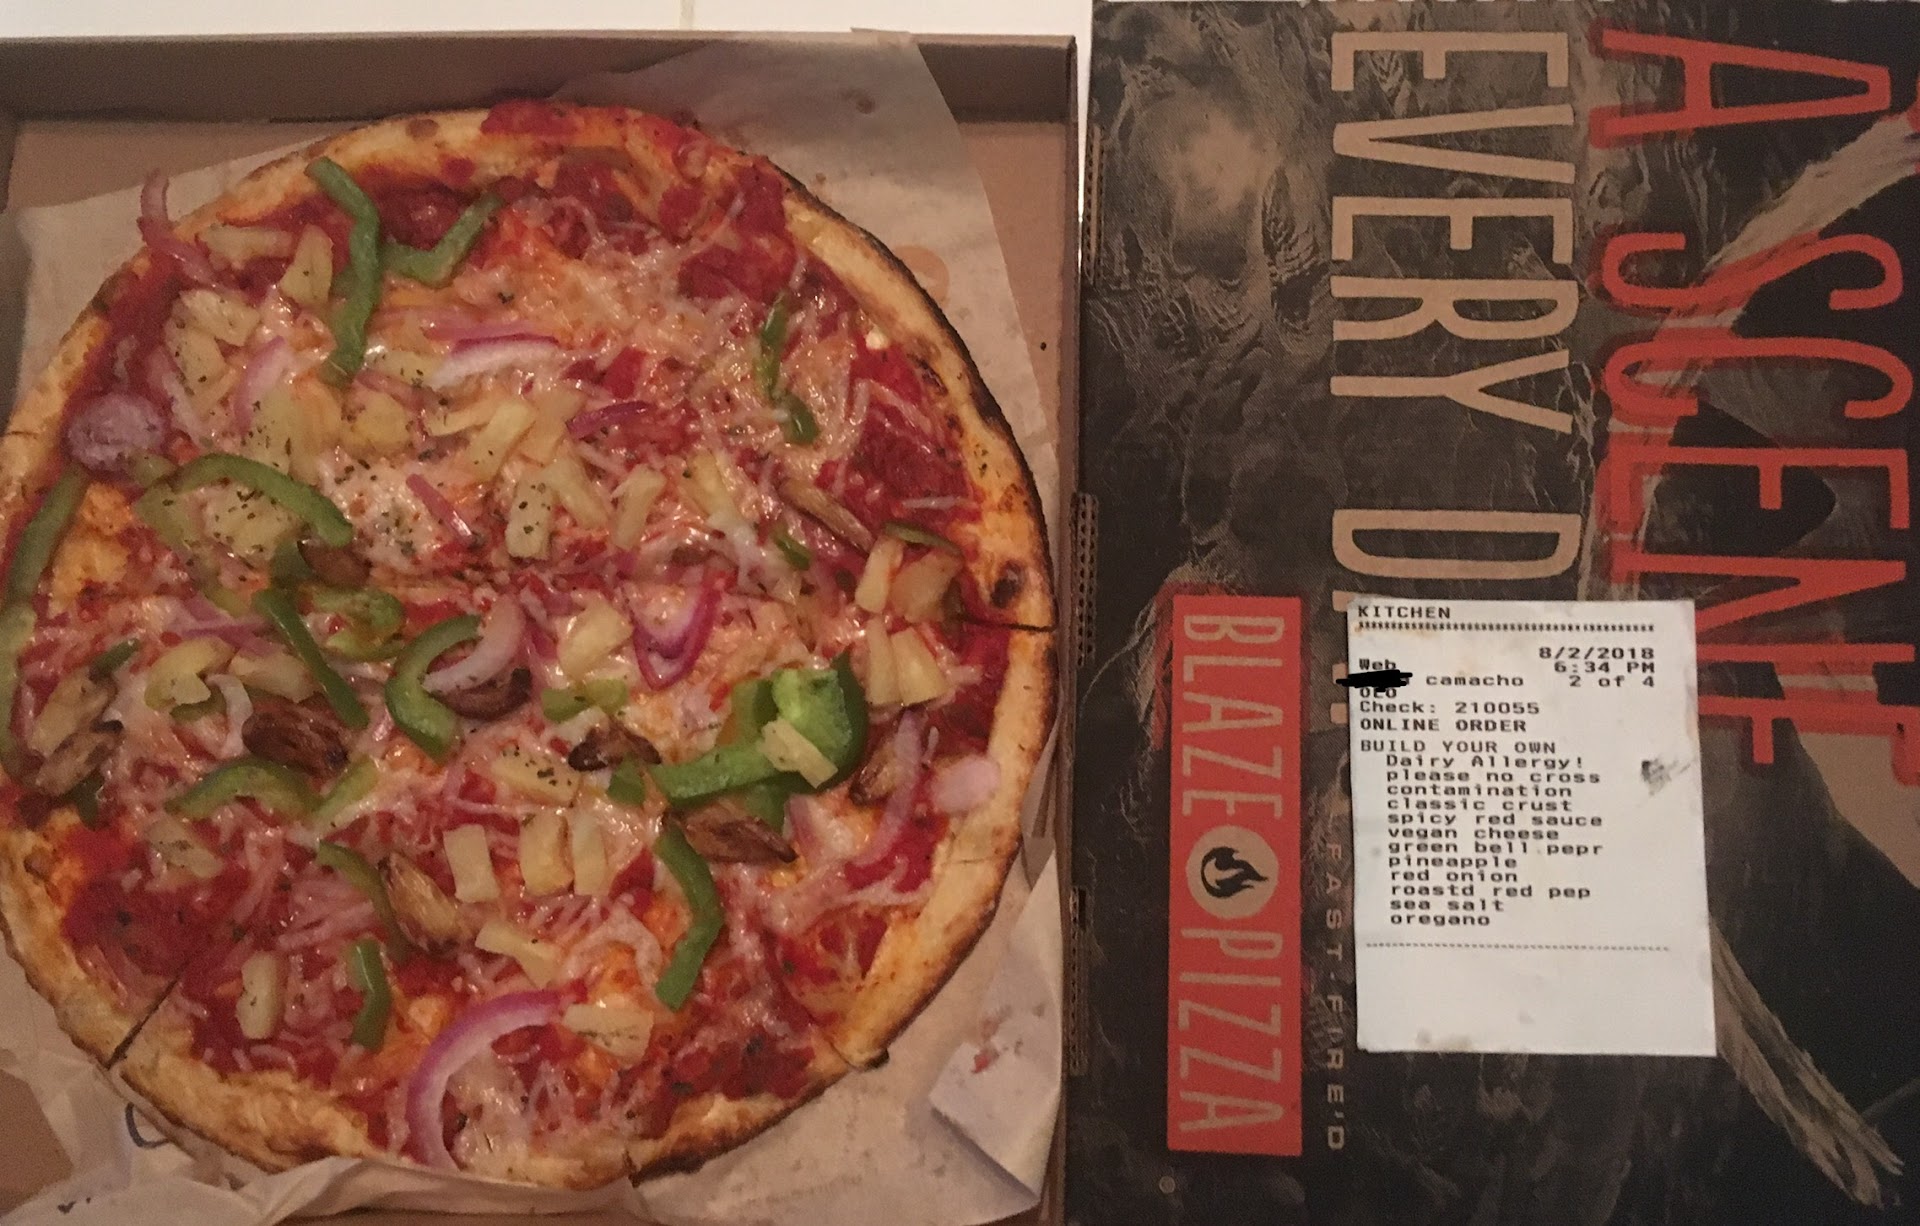 A SCENE
EVERY
BLAZE PIZZA
FAST-FIRE'D
KITCHEN
8/2/2018
Web 6:34 PM
camacho 2 of 4
OLO
Check: 210055
ONLINE ORDER
BUILD YOUR OWN
Dairy Allergy!
please no cross
contamination
classic crust
spicy red sauce
vegan cheese
green bell pepr
pineapple
red onion
roastd red pep
sea salt
oregano